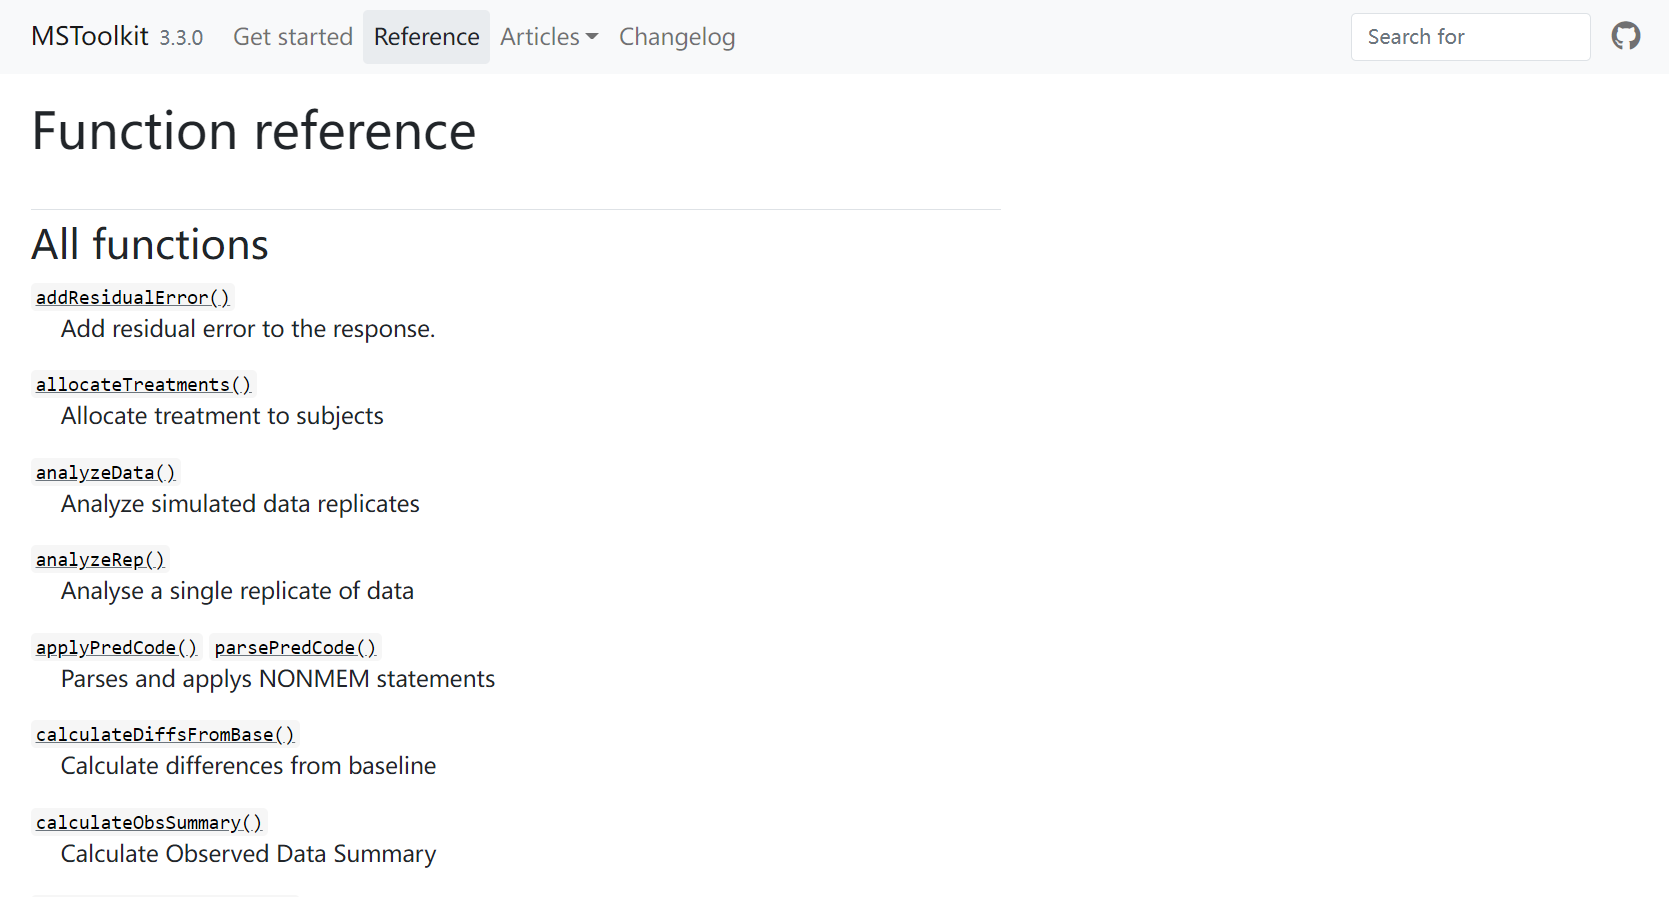 MSToolkit 3.3.0 Get started Reference Articles Changelog Search for
Function reference
All functions
addResidualError()
Add residual error to the response.
allocateTreatments()
Allocate treatment to subjects
analyzeData()
Analyze simulated data replicates
analyzeRep()
Analyse a single replicate of data
applyPredCode() parsePredCode()
Parses and applys NONMEM statements
calculateDiffsFromBase()
Calculate differences from baseline
calculateObsSummary()
Calculate Observed Data Summary